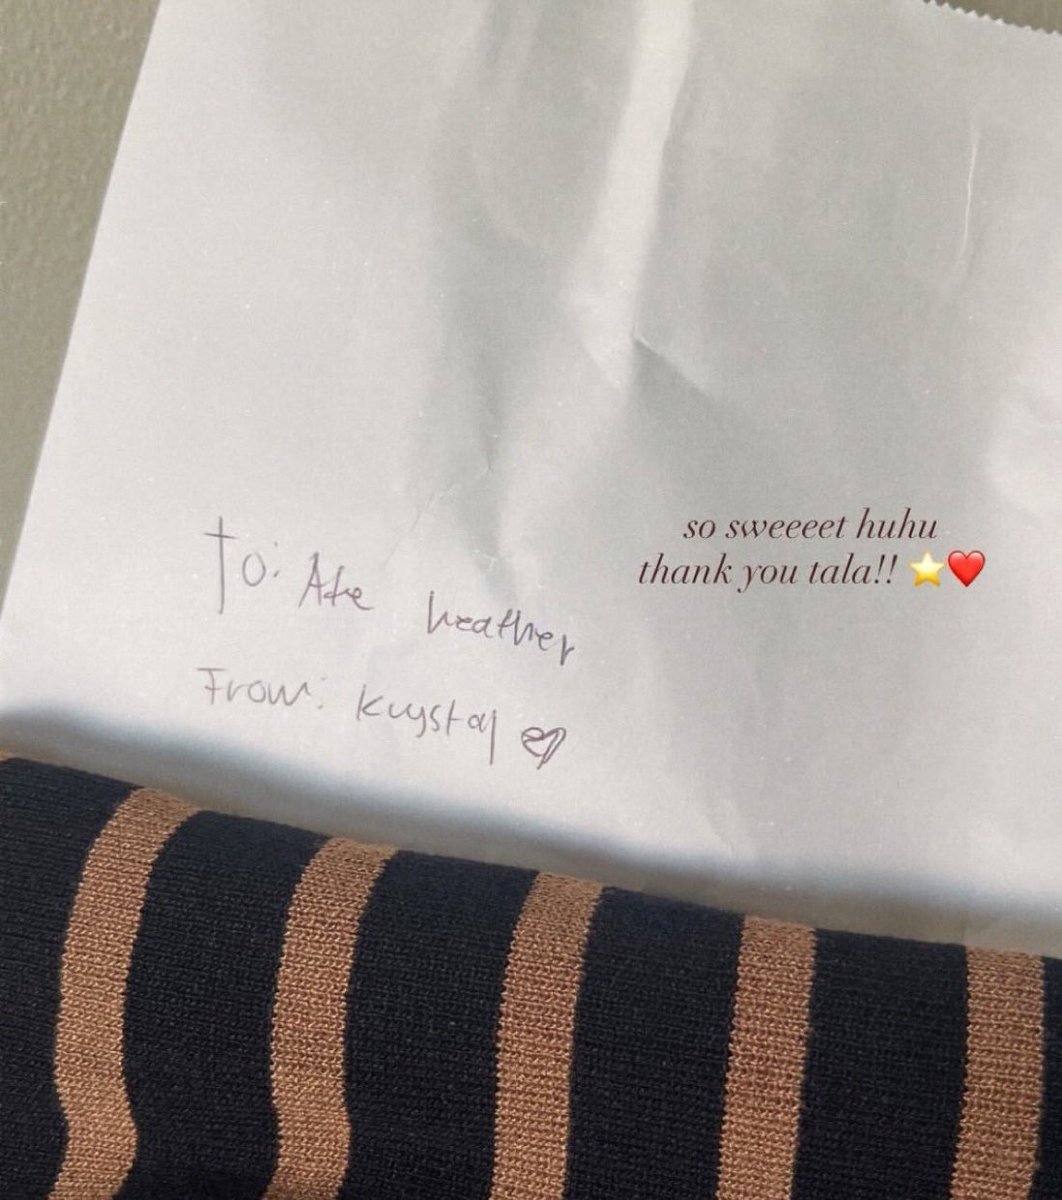 To: Ate heather
From: Krystal
so sweeeet huhu
thank you tala!! ⭐❤️